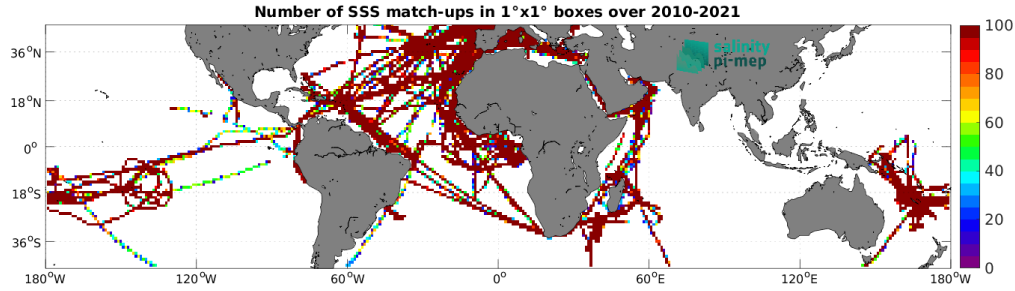 Number of SSS match-ups in 1°x1° boxes over 2010-2021
salinity
pi-mep
36°N
18°N
0°
18°S
36°S
180°W
120°W
60°W
0°
60°E
120°E
180°W
100
80
60
40
20
0